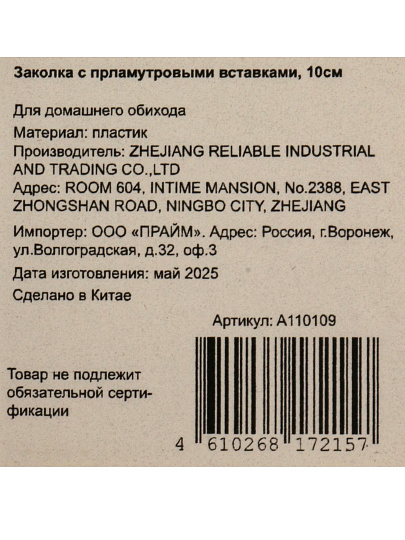 Заколка с прламутровыми вставками, 10см
Для домашнего обихода
Материал: пластик
Производитель: ZHEJIANG RELIABLE INDUSTRIAL
AND TRADING CO.,LTD
Адрес: ROOM 604, INTIME MANSION, No.2388, EAST
ZHONGSHAN ROAD, NINGBO CITY, ZHEJIANG
Импортер: ООО «ПРАЙМ». Адрес: Россия, г.Воронеж,
ул.Волгоградская, д.32, оф.3
Дата изготовления: май 2025
Сделано в Китае
Артикул: A110109
Товар не подлежит
обязательной серти-
фикации
4 610268 172157